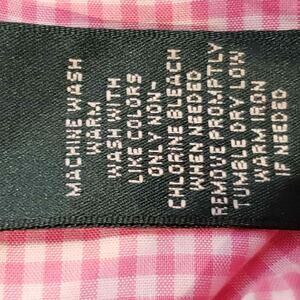 MACHINE WASH
WARM
WASH WITH
LIKE COLORS
ONLY NON-
CHLORINE BLEACH
WHEN NEEDED
REMOVE PROMPTLY
TUMBLE DRY LOW
WARM IRON
IF NEEDED